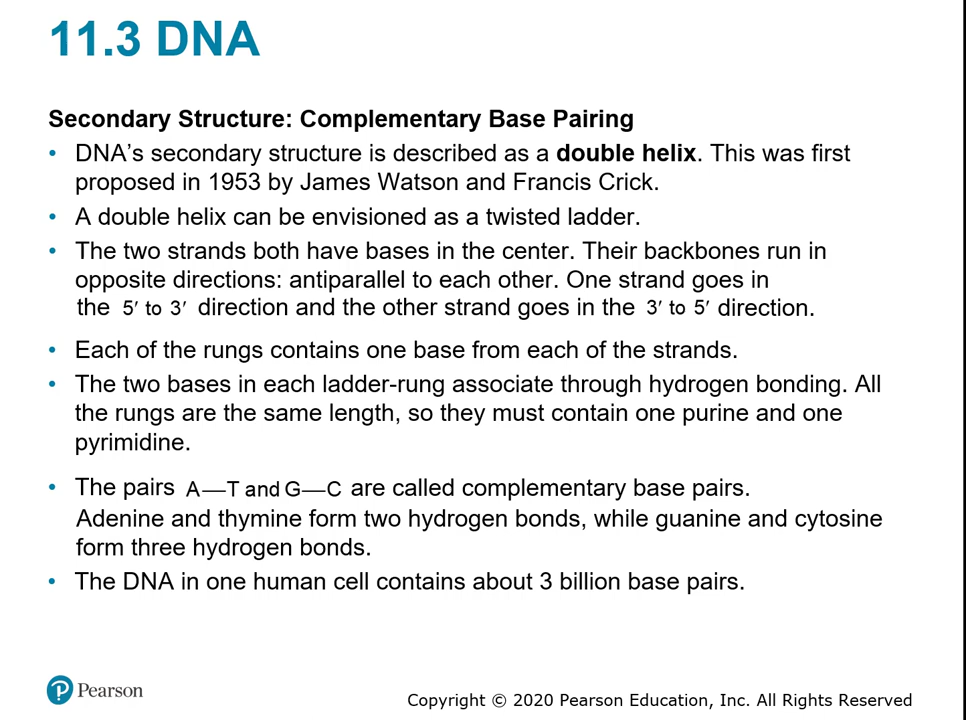 11.3 DNA
Secondary Structure: Complementary Base Pairing
• DNA’s secondary structure is described as a double helix. This was first
proposed in 1953 by James Watson and Francis Crick.
• A double helix can be envisioned as a twisted ladder.
• The two strands both have bases in the center. Their backbones run in
opposite directions: antiparallel to each other. One strand goes in
the 5′ to 3′ direction and the other strand goes in the 3′ to 5′ direction.
• Each of the rungs contains one base from each of the strands.
• The two bases in each ladder-rung associate through hydrogen bonding. All
the rungs are the same length, so they must contain one purine and one
pyrimidine.
• The pairs A—T and G—C are called complementary base pairs.
Adenine and thymine form two hydrogen bonds, while guanine and cytosine
form three hydrogen bonds.
• The DNA in one human cell contains about 3 billion base pairs.
Pearson
Copyright © 2020 Pearson Education, Inc. All Rights Reserved